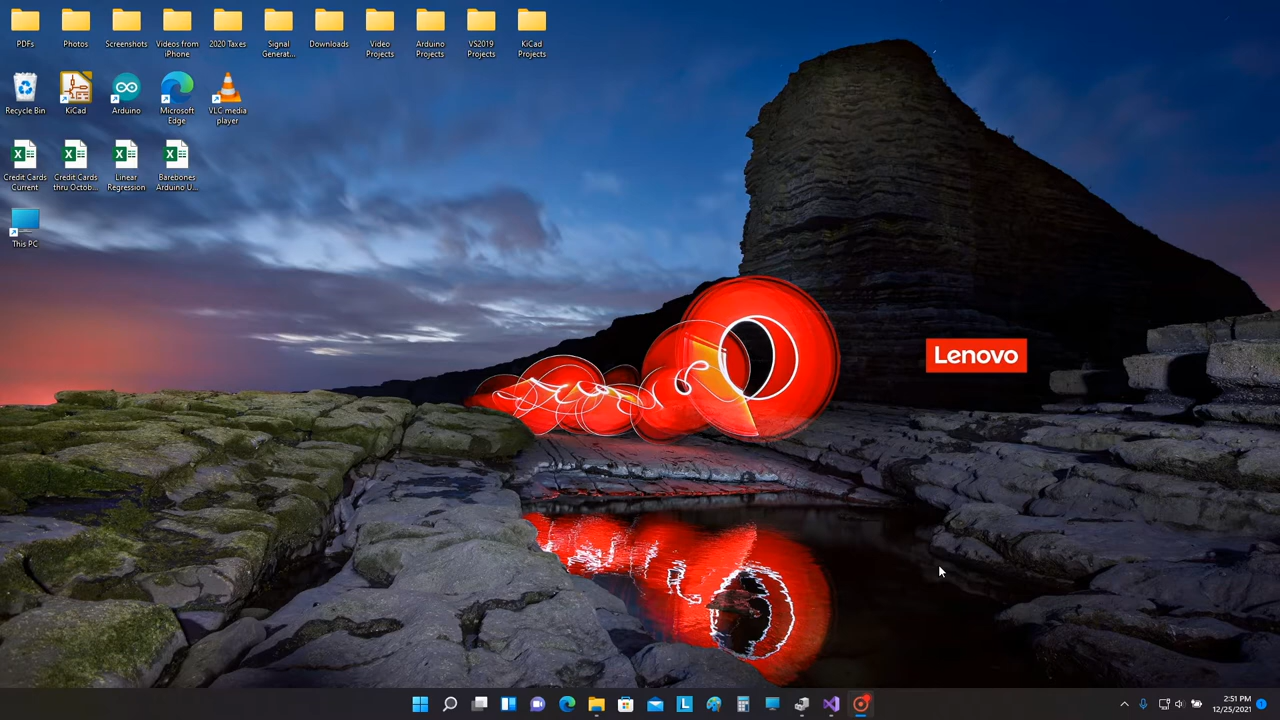 PDFs
Photos
Screenshots
Videos from
iPhone
2020 Taxes
Signal
Generat...
Downloads
Video
Projects
Arduino
Projects
VS2019
Projects
KiCad
Projects
Recycle Bin
KiCad
Arduino
Microsoft
Edge
VLC media
player
Credit Cards
Current
Credit Cards
thru Octob...
Linear
Regression
Barebones
Arduino U...
This PC
Lenovo
L
2:51 PM
12/25/2021